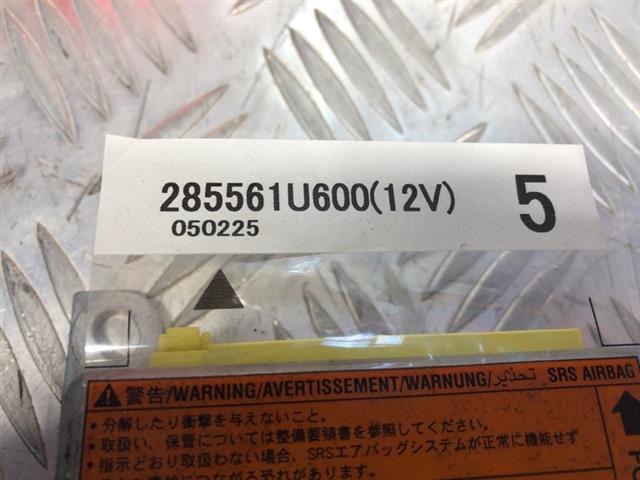 285561U600(12V) 5
050225
⚠警告/WARNING/AVERTISSEMENT/WARNUNG/تحذير SRS AIRBAG
・分解したり衝撃を与えないこと。
・取扱い、保管については整備要領書を参照してください。
・指示どおり取扱わない場合、SRSエアバッグシステムが正常に機能せず